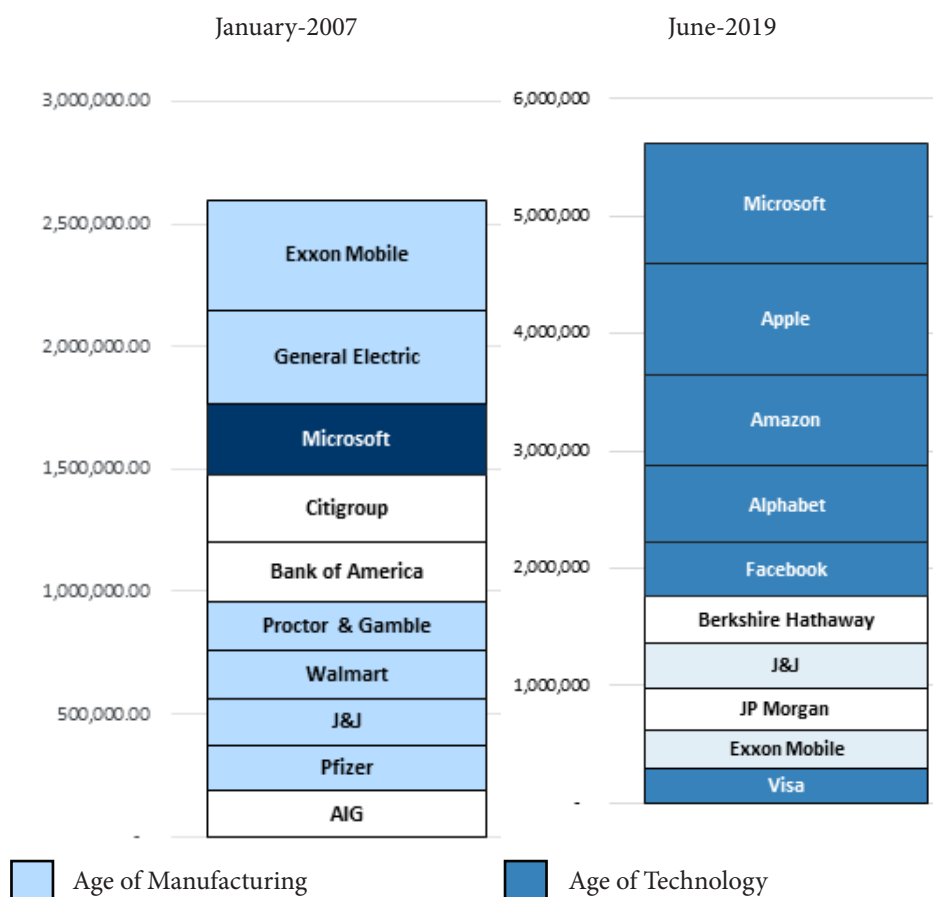 January-2007
3,000,000.00
2,500,000.00
2,000,000.00
1,500,000.00
1,000,000.00
500,000.00
-
Exxon Mobile
General Electric
Microsoft
Citigroup
Bank of America
Proctor & Gamble
Walmart
J&J
Pfizer
AIG
Age of Manufacturing
June-2019
6,000,000
5,000,000
4,000,000
3,000,000
2,000,000
1,000,000
-
Microsoft
Apple
Amazon
Alphabet
Facebook
Berkshire Hathaway
J&J
JP Morgan
Exxon Mobile
Visa
Age of Technology